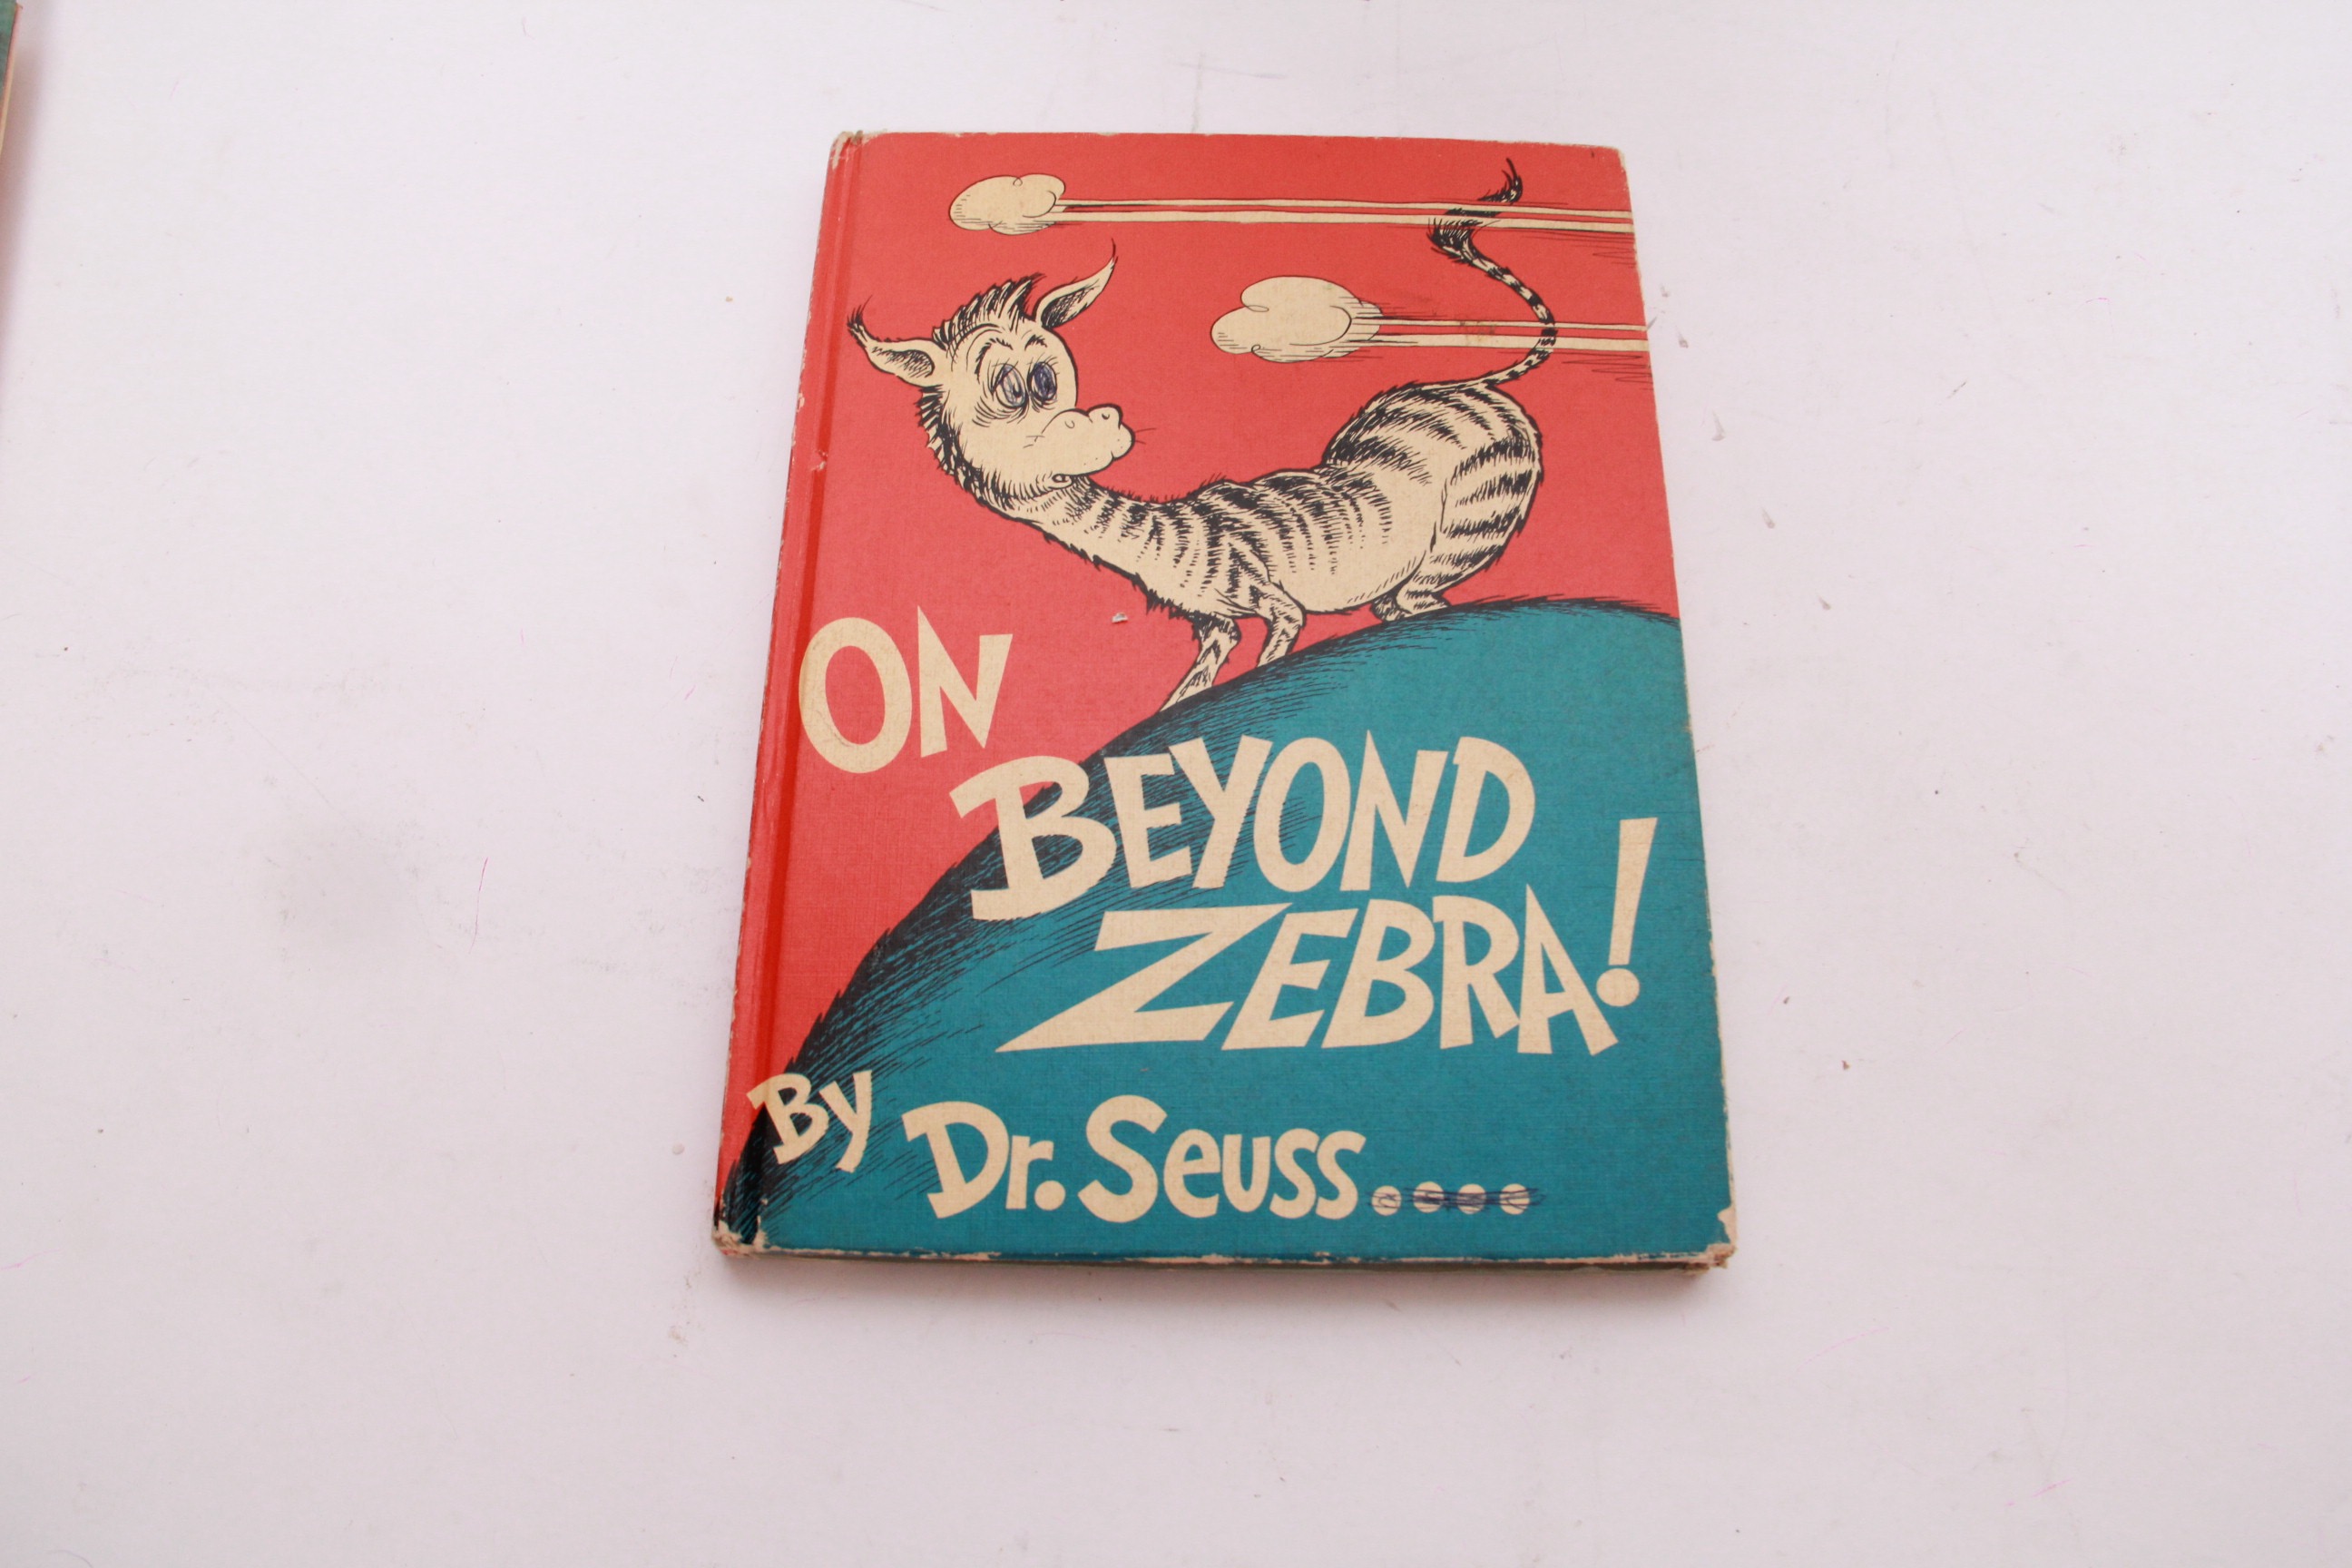 ON
BEYOND
ZEBRA!
By Dr. Seuss....